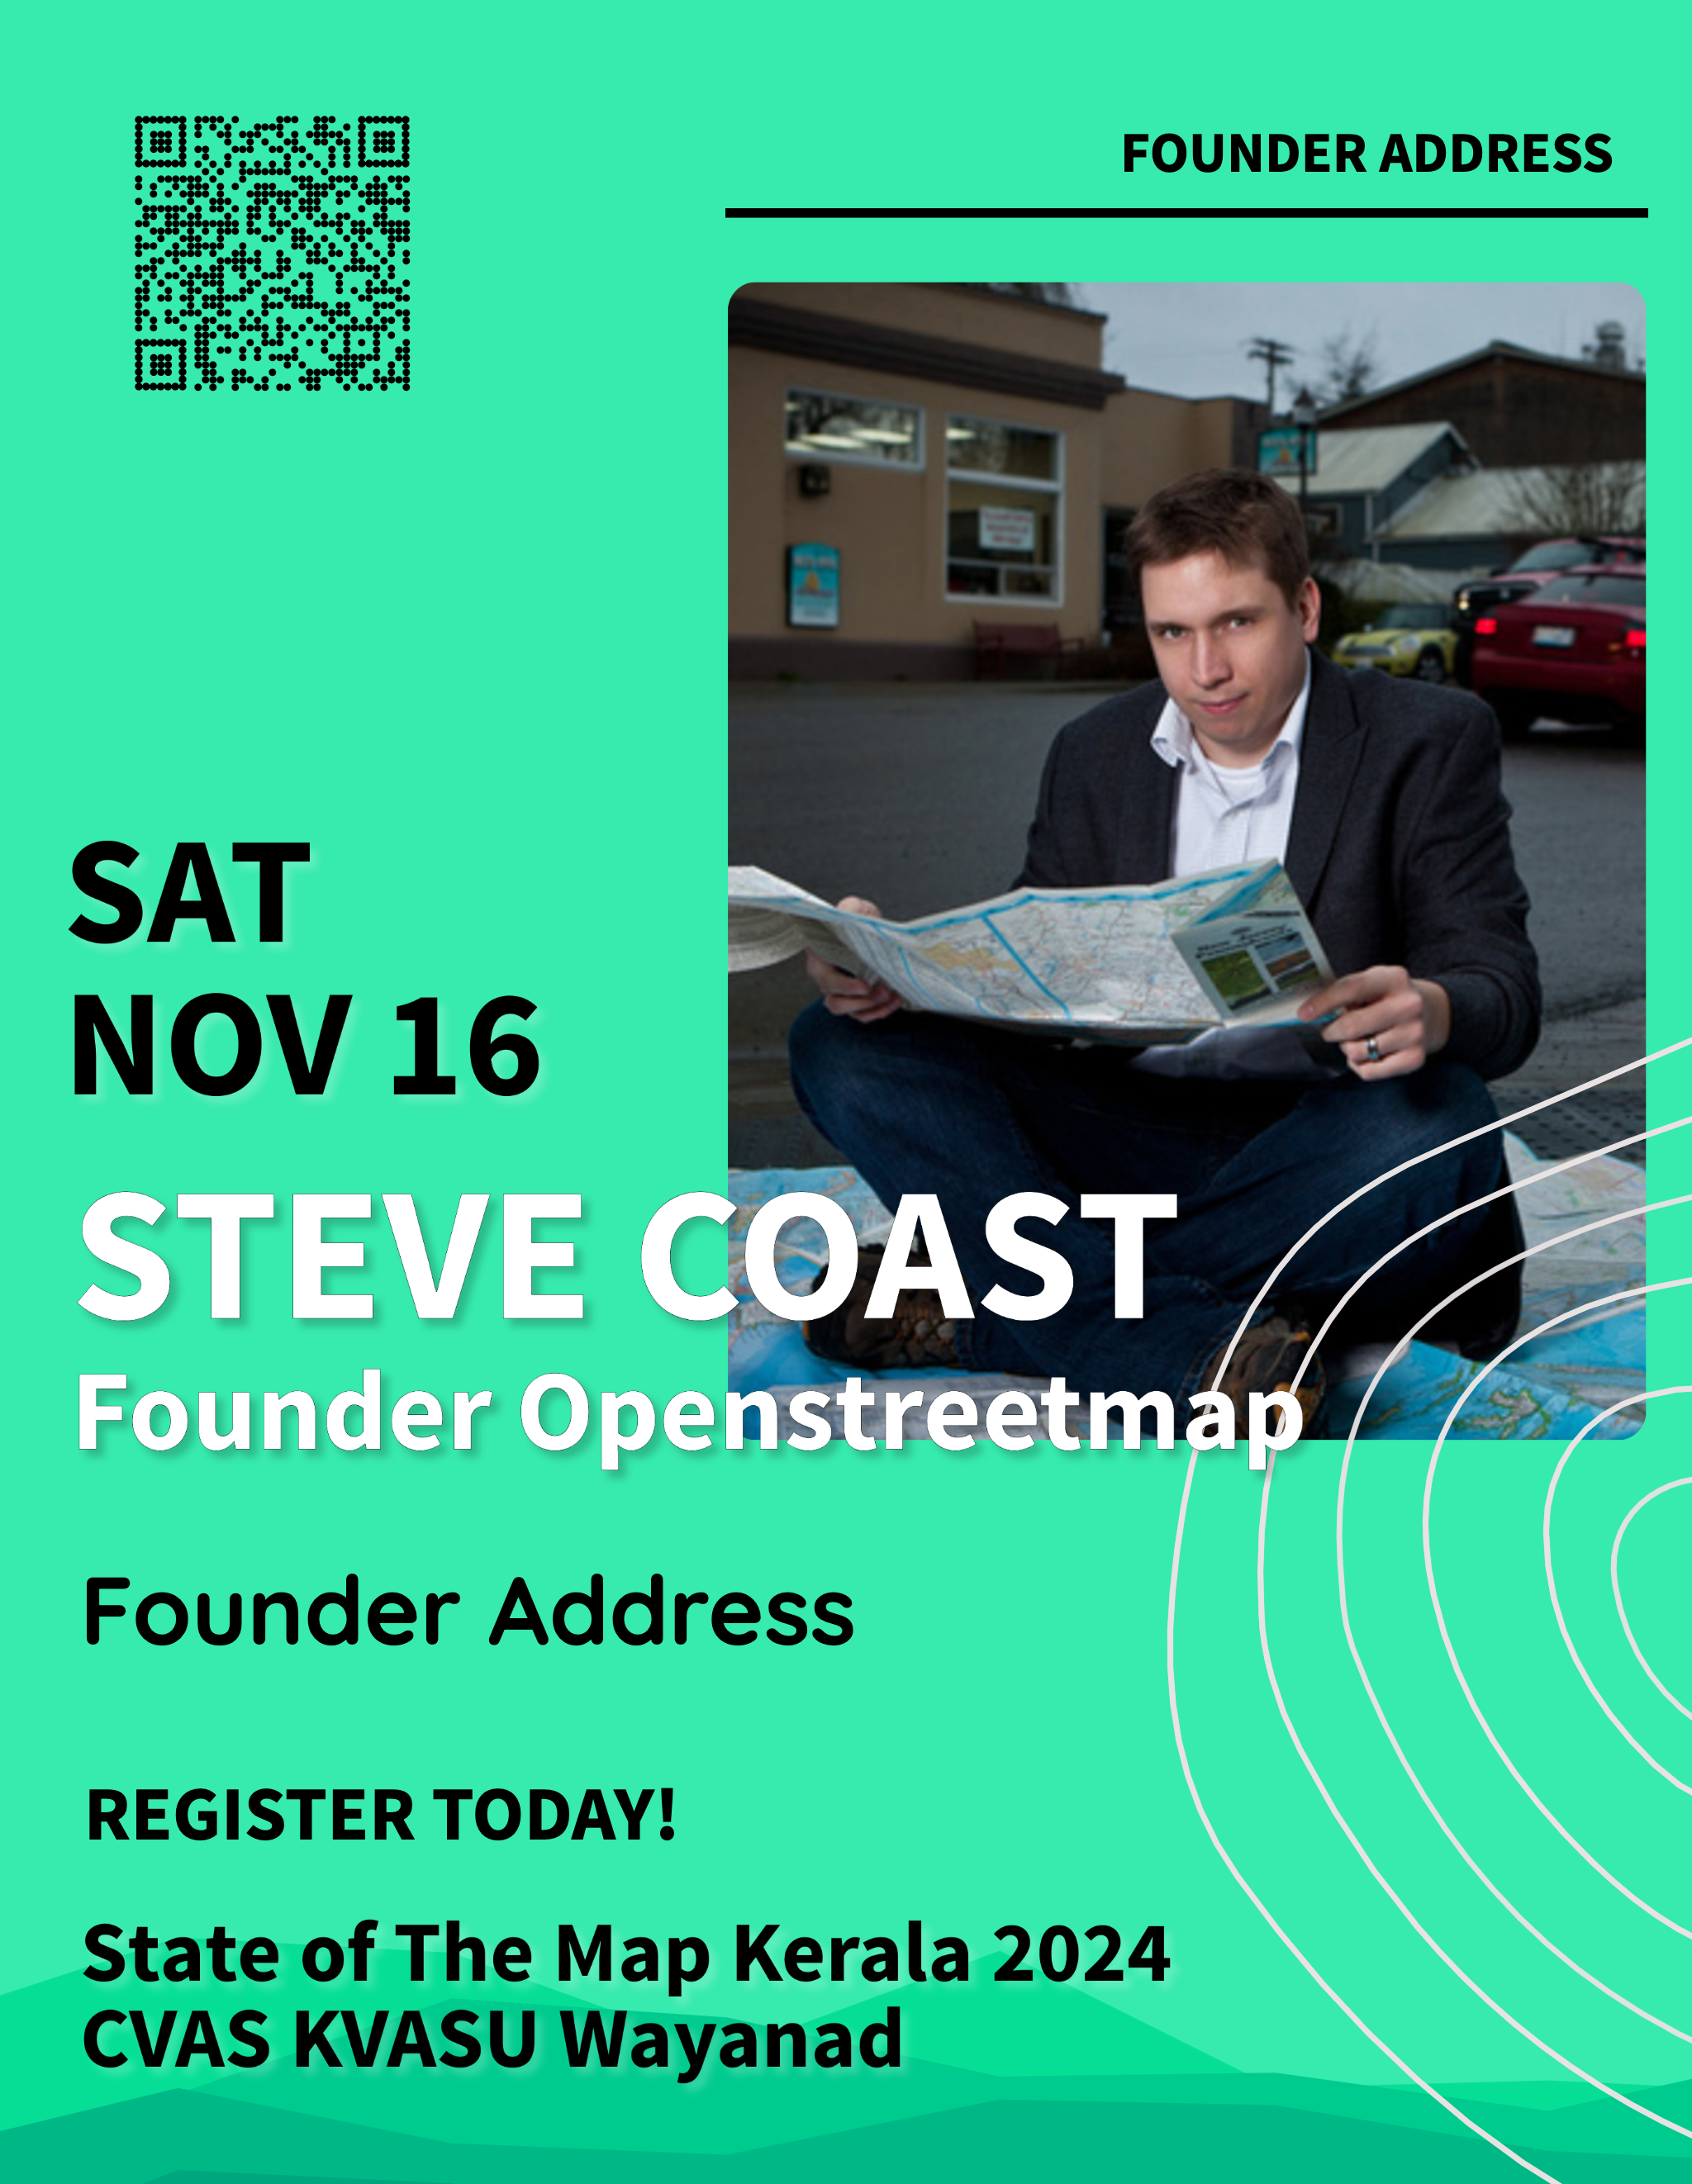 FOUNDER ADDRESS
SAT
NOV 16
STEVE COAST
Founder Openstreetmap
Founder Address
REGISTER TODAY!
State of The Map Kerala 2024
CVAS KVASU Wayanad